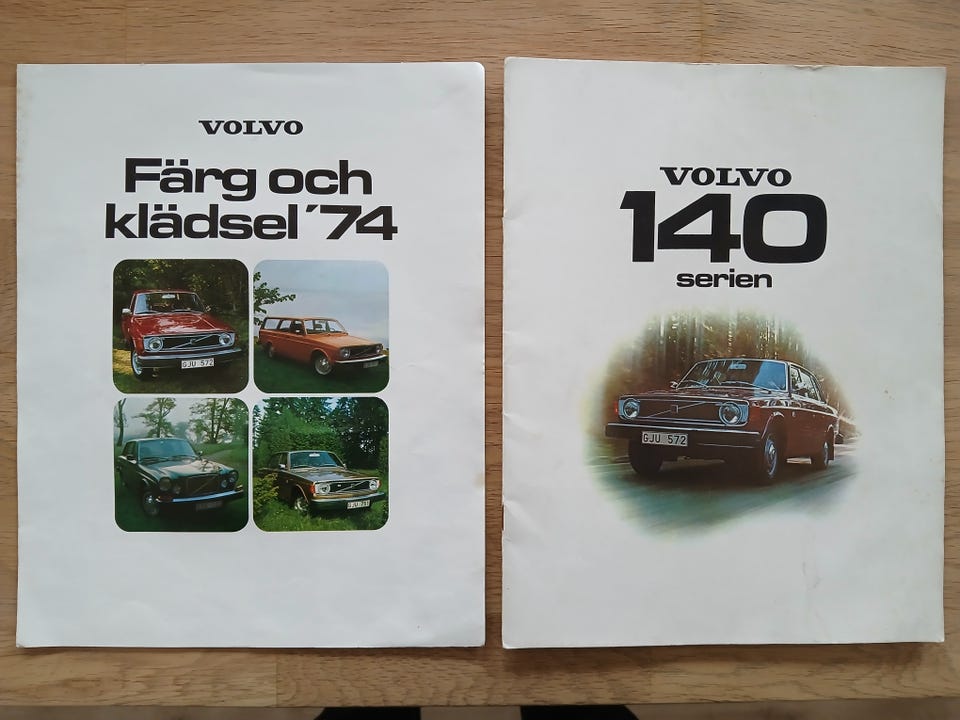 VOLVO
Färg och
klädsel '74
GJU 572
VOLVO
140
serien
GJU 572